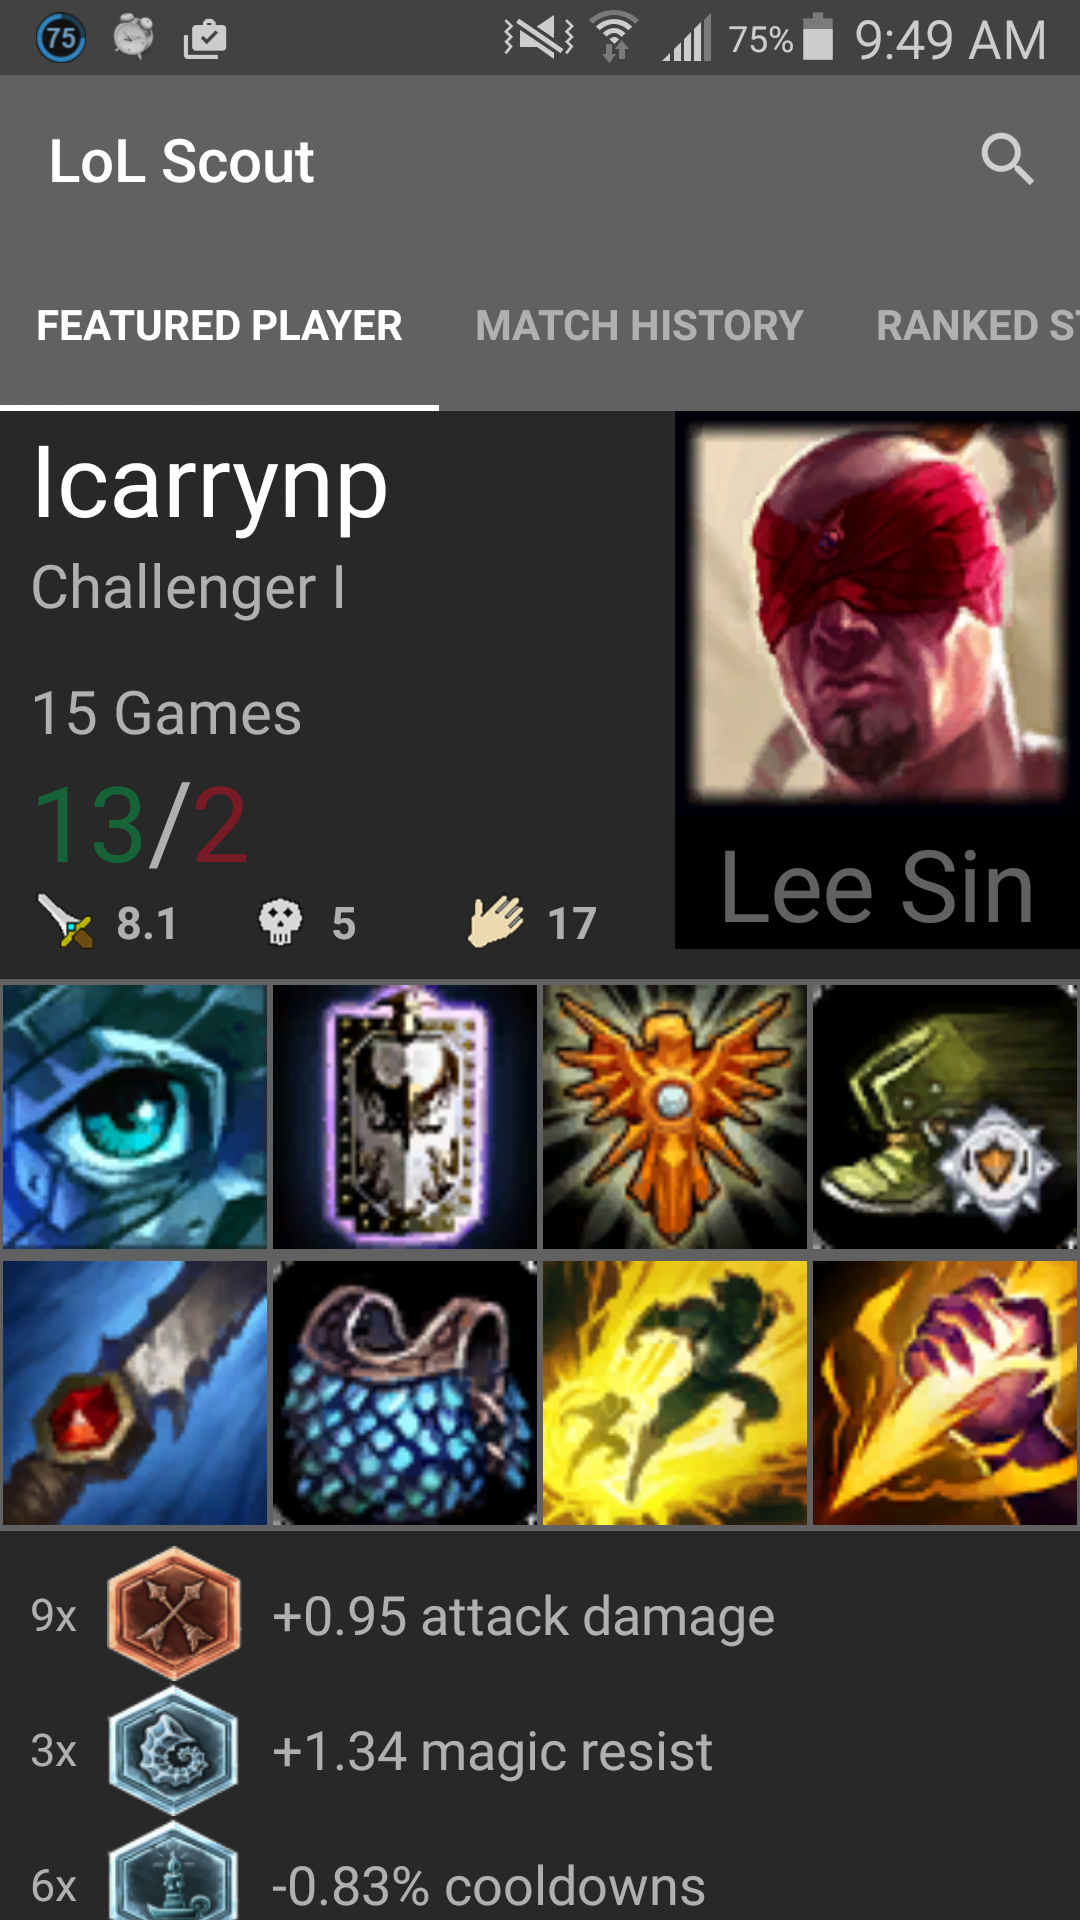 75
75%
9:49 AM
LoL Scout
FEATURED PLAYER
MATCH HISTORY
RANKED ST
Icarrynp
Challenger I
15 Games
13/2
8.1
5
17
Lee Sin
9x
+0.95 attack damage
3x
+1.34 magic resist
6x
-0.83% cooldowns